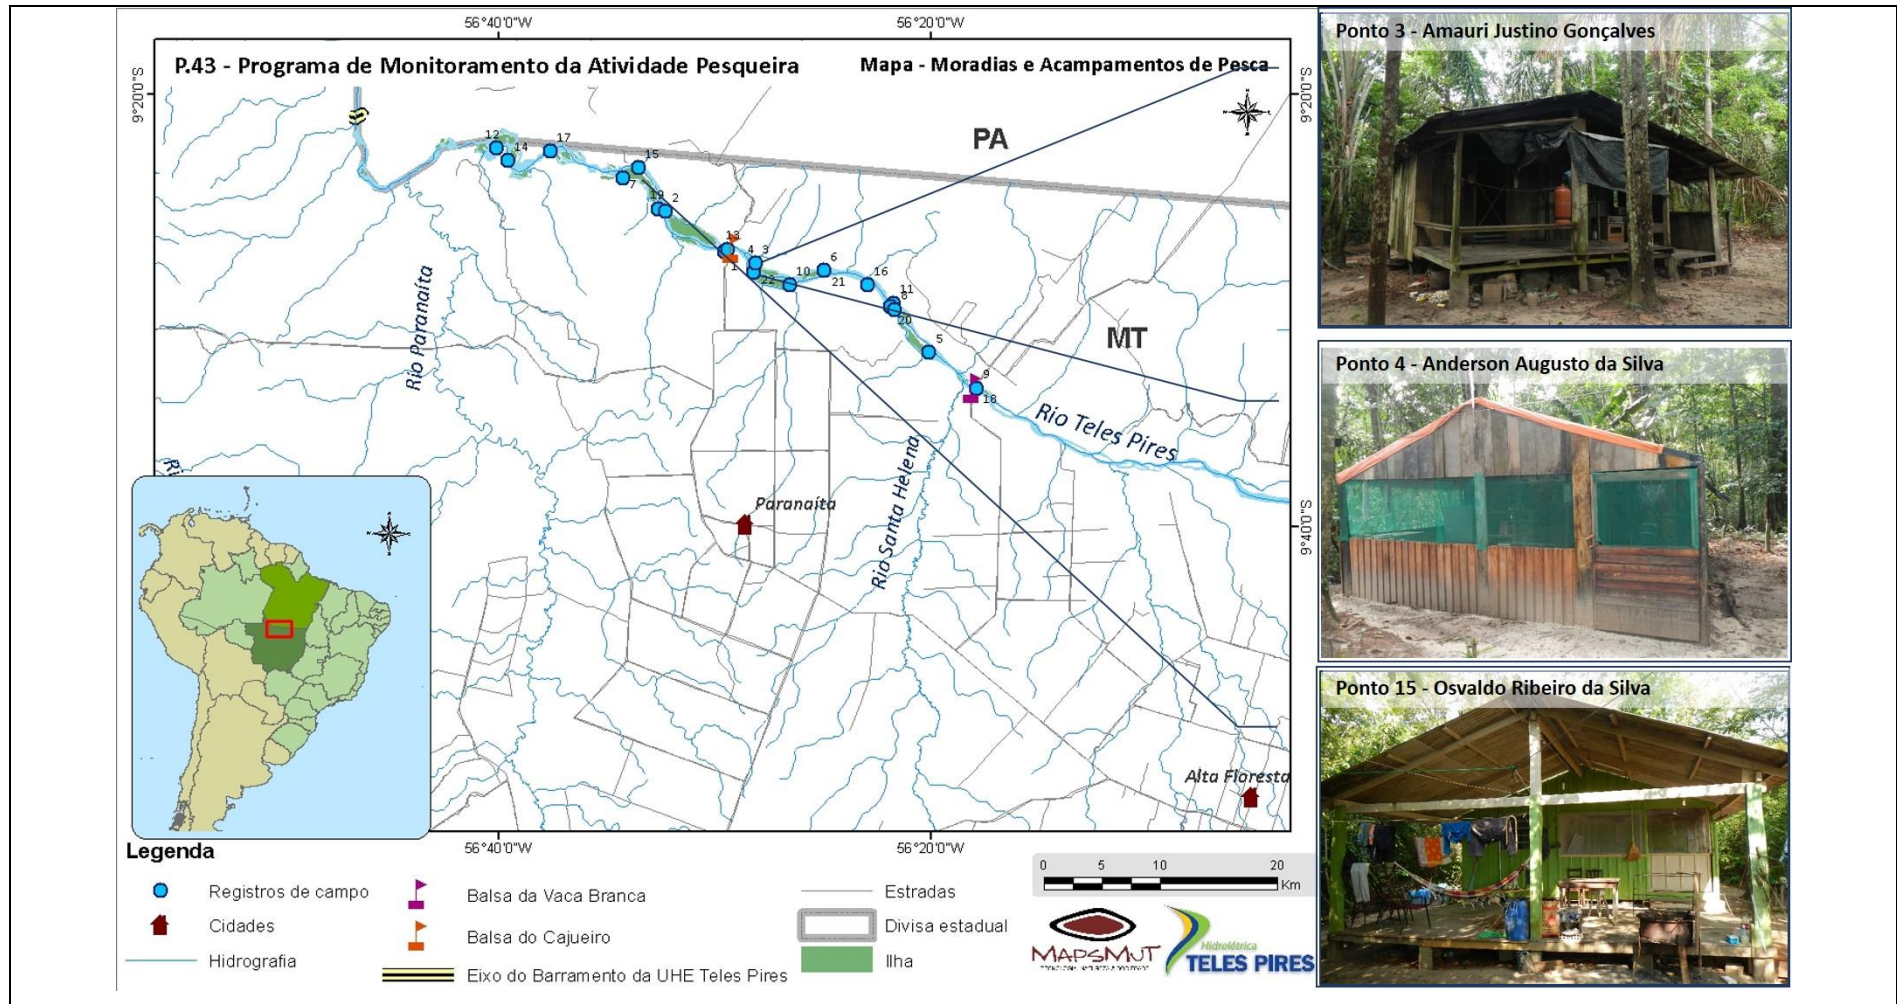 56°40'0"W
56°20'0"W
P.43 - Programa de Monitoramento da Atividade Pesqueira
Mapa - Moradias e Acampamentos de Pesca
9°20'0"S
9°20'0"S
PA
12
14
17
15
7
19
2
13
1
4
3
22
10
6
21
16
11
8
20
5
9
18
MT
Rio Paranaíta
Rio Teles Pires
Rio Santa Helena
Paranaíta
9°40'0"S
Alta Floresta
56°40'0"W
56°20'0"W
Legenda
Registros de campo
Cidades
Hidrografia
Balsa da Vaca Branca
Balsa do Cajueiro
Eixo do Barramento da UHE Teles Pires
Estradas
Divisa estadual
Ilha
0 5 10 20
Km
MAPSMUT
Hidrelétrica
TELES PIRES
Ponto 3 - Amauri Justino Gonçalves
Ponto 4 - Anderson Augusto da Silva
Ponto 15 - Osvaldo Ribeiro da Silva